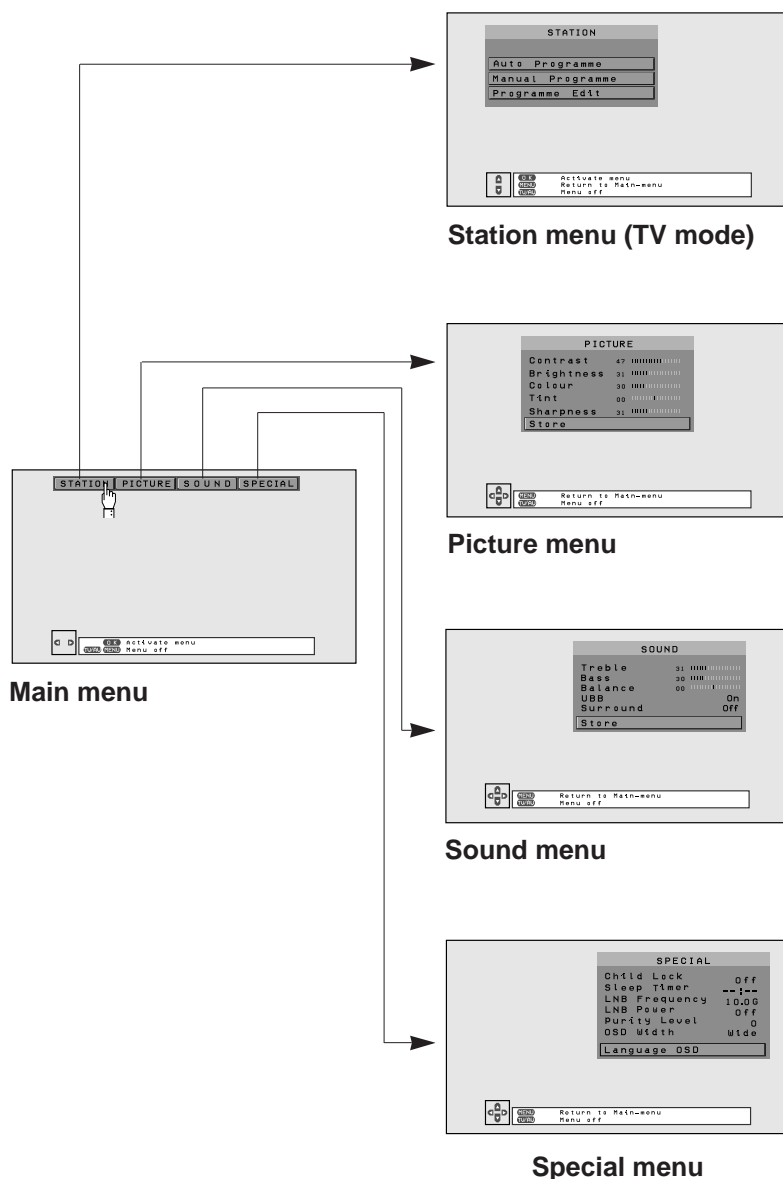 STATION
Auto Programme
Manual Programme
Programme Edit
OK Activate menu
MENU Return to Main-menu
TV/AV Menu off
Station menu (TV mode)
PICTURE
Contrast 47
Brightness 31
Colour 30
Tint 00
Sharpness 31
Store
MENU Return to Main-menu
TV/AV Menu off
Picture menu
STATION PICTURE SOUND SPECIAL
OK Activate menu
TV/AV MENU Menu off
Main menu
SOUND
Treble 31
Bass 30
Balance 00
UBB On
Surround Off
Store
MENU Return to Main-menu
TV/AV Menu off
Sound menu
SPECIAL
Child Lock Off
Sleep Timer --:--
LNB Frequency 10.0G
LNB Power Off
Purity Level 0
OSD Width Wide
Language OSD
MENU Return to Main-menu
TV/AV Menu off
Special menu